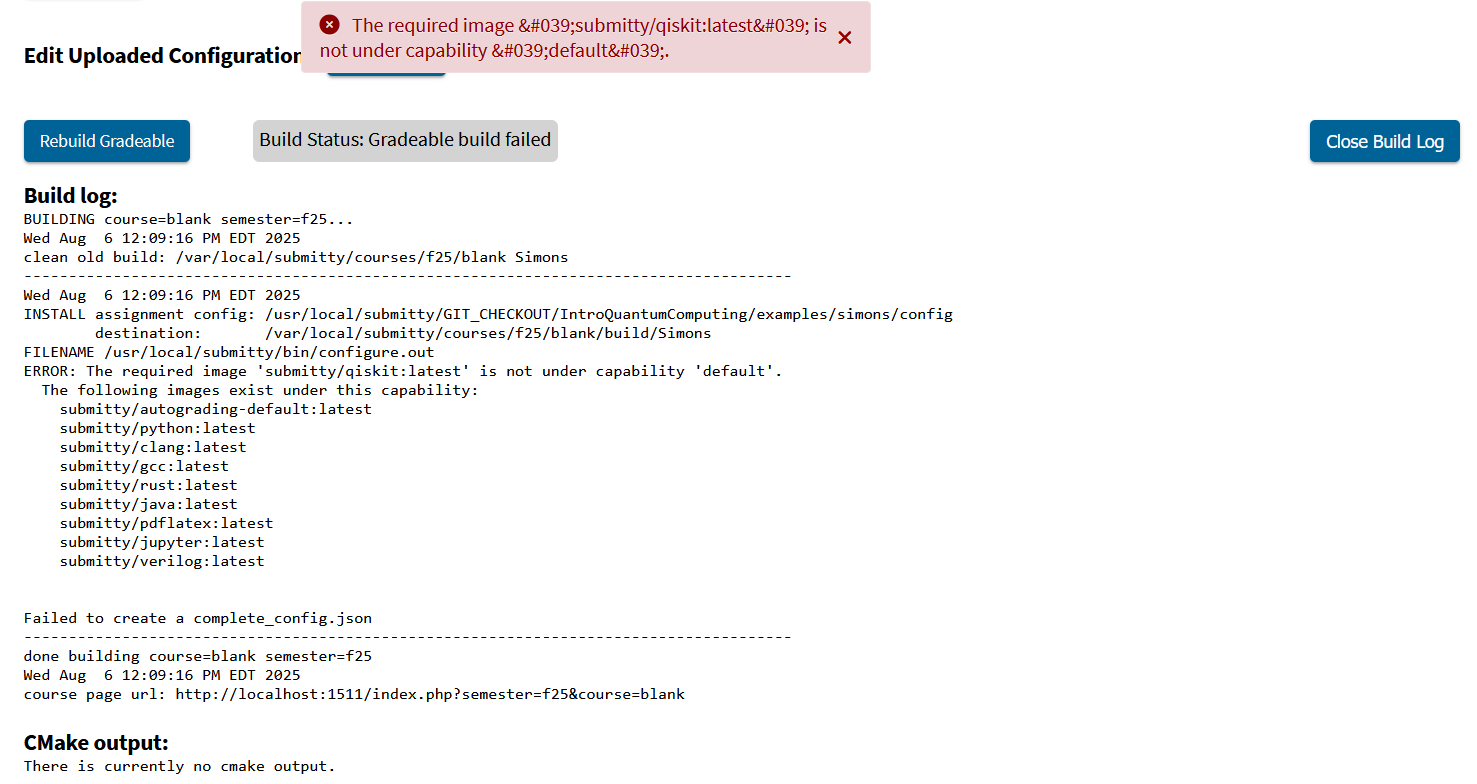 The required image &#039;submitty/qiskit:latest&#039; is
not under capability &#039;default&#039;.
Edit Uploaded Configuration
Rebuild Gradeable
Build Status: Gradeable build failed
Close Build Log
Build log:
BUILDING course=blank semester=f25...
Wed Aug  6 12:09:16 PM EDT 2025
clean old build: /var/local/submitty/courses/f25/blank Simons
-------------------------------------------------------------------------------------
Wed Aug  6 12:09:16 PM EDT 2025
INSTALL assignment config: /usr/local/submitty/GIT_CHECKOUT/IntroQuantumComputing/examples/simons/config
        destination:       /var/local/submitty/courses/f25/blank/build/Simons
FILENAME /usr/local/submitty/bin/configure.out
ERROR: The required image 'submitty/qiskit:latest' is not under capability 'default'.
  The following images exist under this capability:
    submitty/autograding-default:latest
    submitty/python:latest
    submitty/clang:latest
    submitty/gcc:latest
    submitty/rust:latest
    submitty/java:latest
    submitty/pdflatex:latest
    submitty/jupyter:latest
    submitty/verilog:latest
Failed to create a complete_config.json
-------------------------------------------------------------------------------------
done building course=blank semester=f25
Wed Aug  6 12:09:16 PM EDT 2025
course page url: http://localhost:1511/index.php?semester=f25&course=blank
CMake output:
There is currently no cmake output.